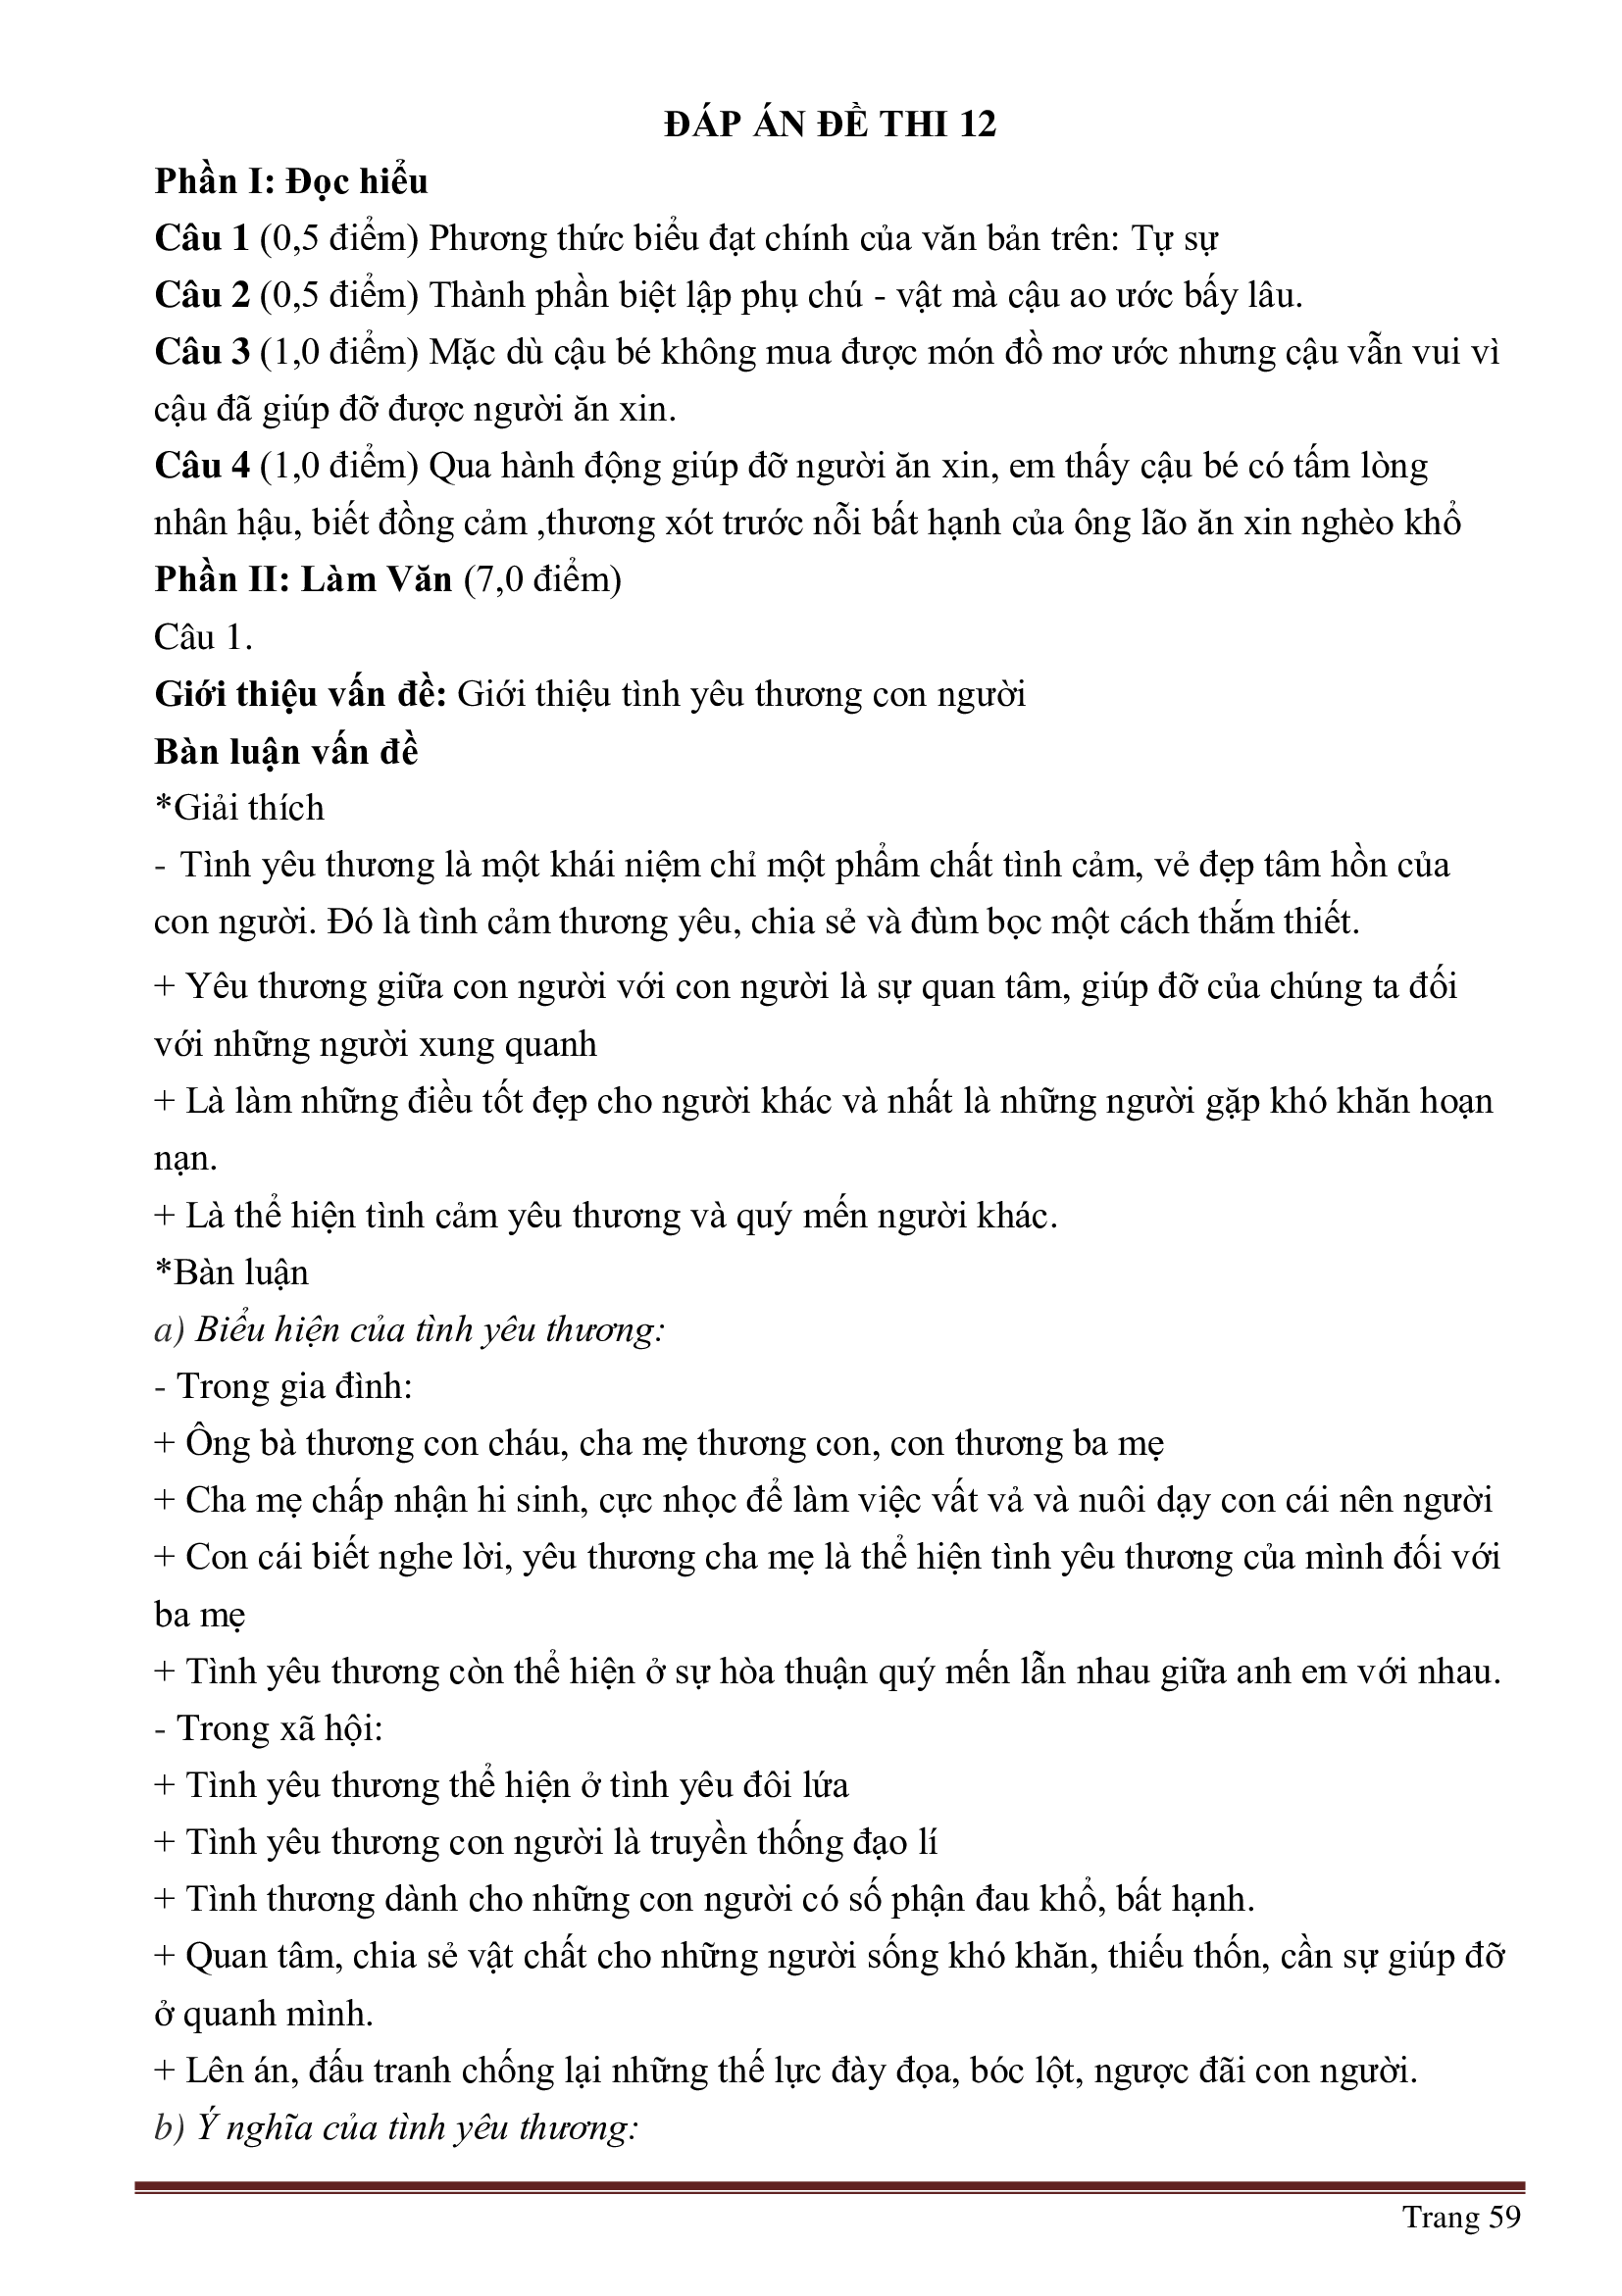 ĐÁP ÁN ĐỀ THI 12
Phần I: Đọc hiểu
Câu 1 (0,5 điểm) Phương thức biểu đạt chính của văn bản trên: Tự sự
Câu 2 (0,5 điểm) Thành phần biệt lập phụ chú - vật mà cậu ao ước bấy lâu.
Câu 3 (1,0 điểm) Mặc dù cậu bé không mua được món đồ mơ ước nhưng cậu vẫn vui vì
cậu đã giúp đỡ được người ăn xin.
Câu 4 (1,0 điểm) Qua hành động giúp đỡ người ăn xin, em thấy cậu bé có tấm lòng
nhân hậu, biết đồng cảm ,thương xót trước nỗi bất hạnh của ông lão ăn xin nghèo khổ
Phần II: Làm Văn (7,0 điểm)
Câu 1.
Giới thiệu vấn đề: Giới thiệu tình yêu thương con người
Bàn luận vấn đề
*Giải thích
- Tình yêu thương là một khái niệm chỉ một phẩm chất tình cảm, vẻ đẹp tâm hồn của
con người. Đó là tình cảm thương yêu, chia sẻ và đùm bọc một cách thắm thiết.
+ Yêu thương giữa con người với con người là sự quan tâm, giúp đỡ của chúng ta đối
với những người xung quanh
+ Là làm những điều tốt đẹp cho người khác và nhất là những người gặp khó khăn hoạn
nạn.
+ Là thể hiện tình cảm yêu thương và quý mến người khác.
*Bàn luận
a) Biểu hiện của tình yêu thương:
- Trong gia đình:
+ Ông bà thương con cháu, cha mẹ thương con, con thương ba mẹ
+ Cha mẹ chấp nhận hi sinh, cực nhọc để làm việc vất vả và nuôi dạy con cái nên người
+ Con cái biết nghe lời, yêu thương cha mẹ là thể hiện tình yêu thương của mình đối với
ba mẹ
+ Tình yêu thương còn thể hiện ở sự hòa thuận quý mến lẫn nhau giữa anh em với nhau.
- Trong xã hội:
+ Tình yêu thương thể hiện ở tình yêu đôi lứa
+ Tình yêu thương con người là truyền thống đạo lí
+ Tình thương dành cho những con người có số phận đau khổ, bất hạnh.
+ Quan tâm, chia sẻ vật chất cho những người sống khó khăn, thiếu thốn, cần sự giúp đỡ
ở quanh mình.
+ Lên án, đấu tranh chống lại những thế lực đày đọa, bóc lột, ngược đãi con người.
b) Ý nghĩa của tình yêu thương:
Trang 59